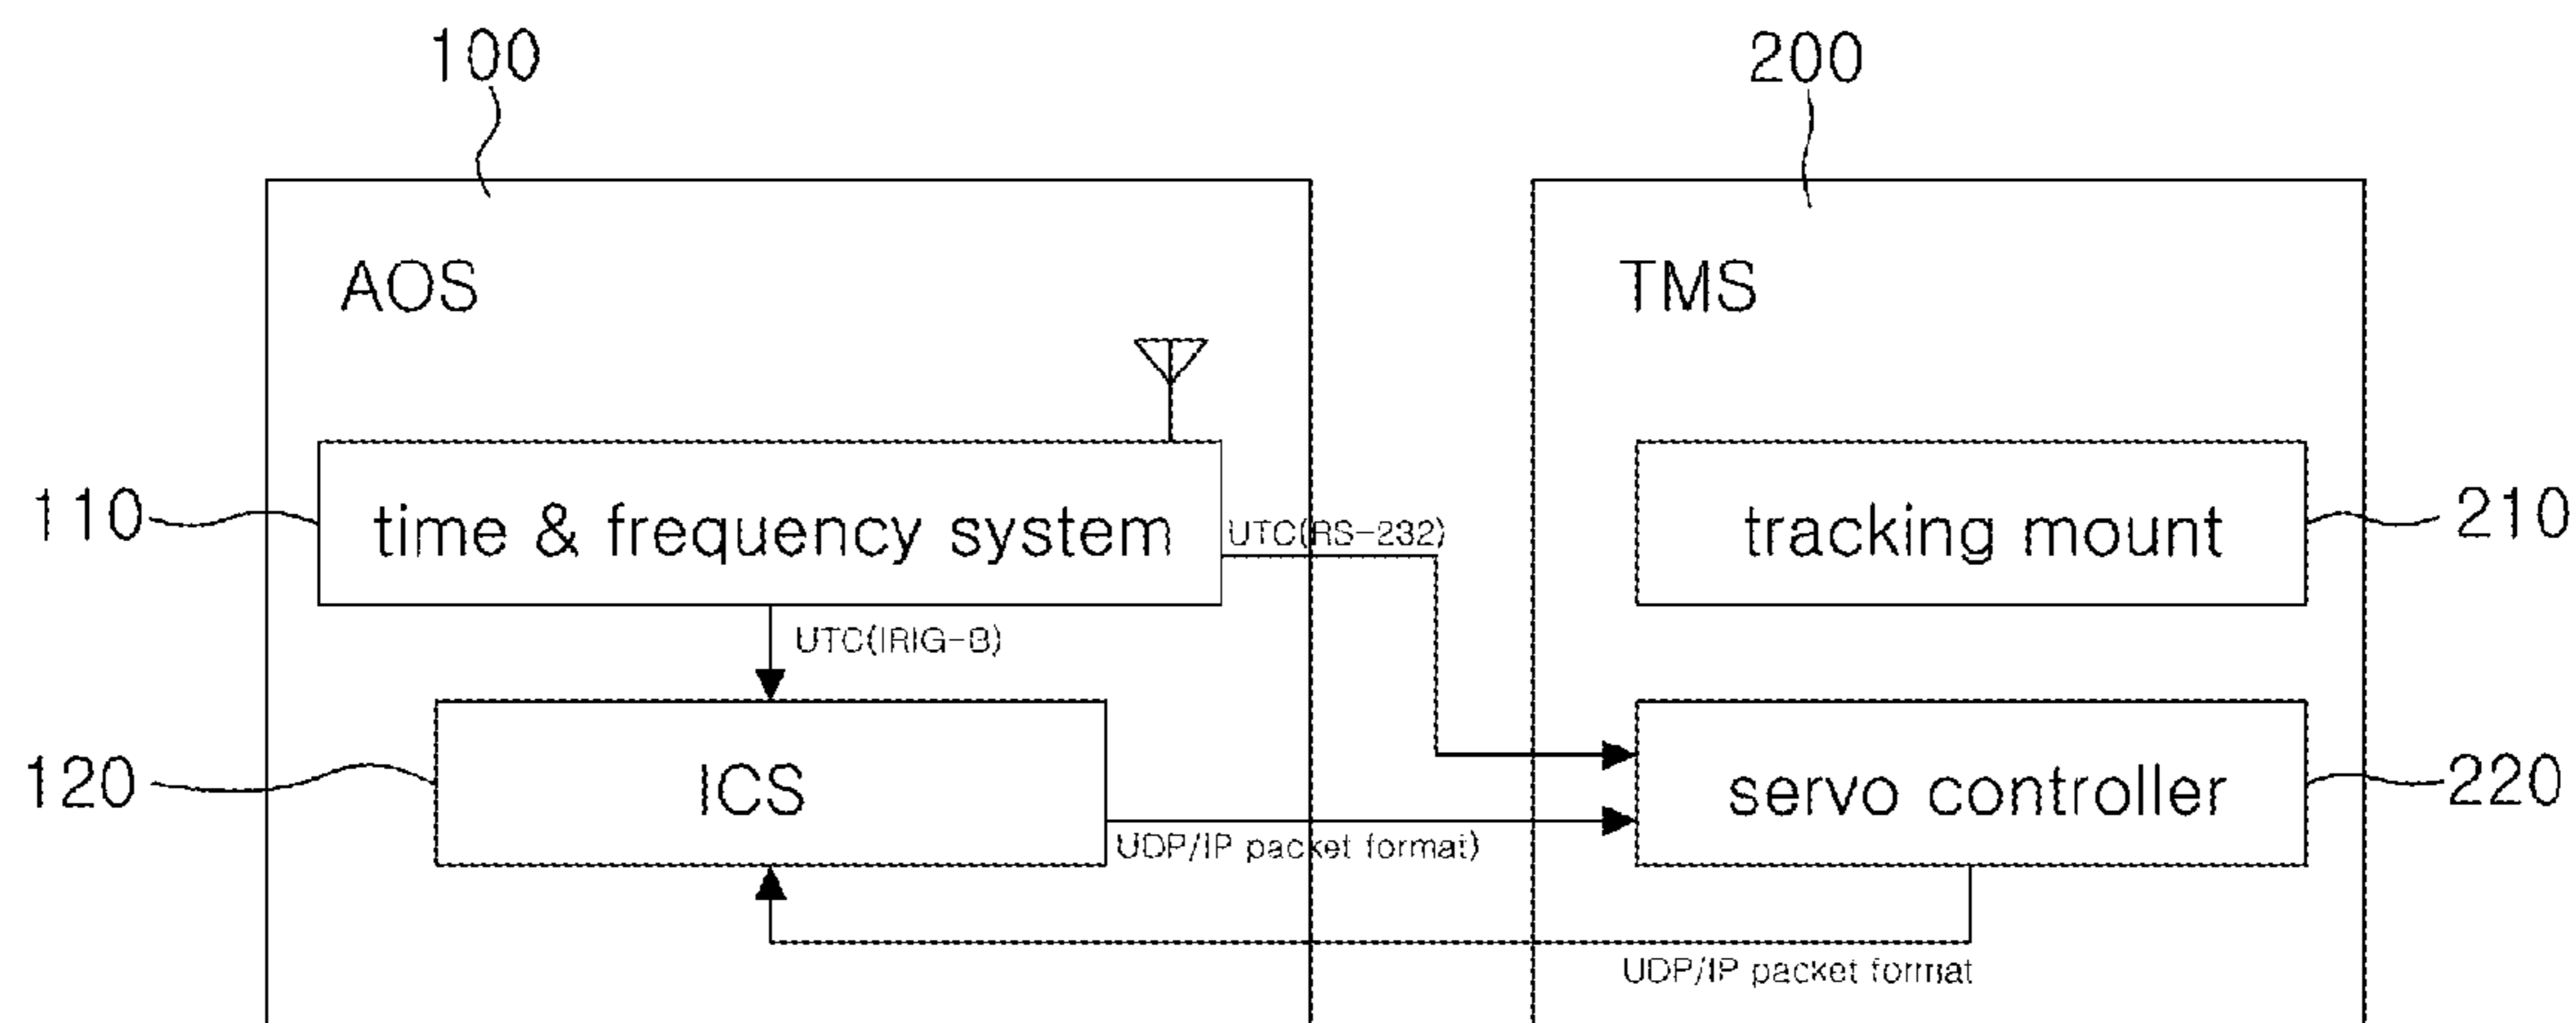 100
200
AOS
TMS
110
time & frequency system
UTC(RS-232)
tracking mount
210
UTC(IRIG-B)
120
ICS
servo controller
220
UDP/IP packet format)
UDP/IP packet format